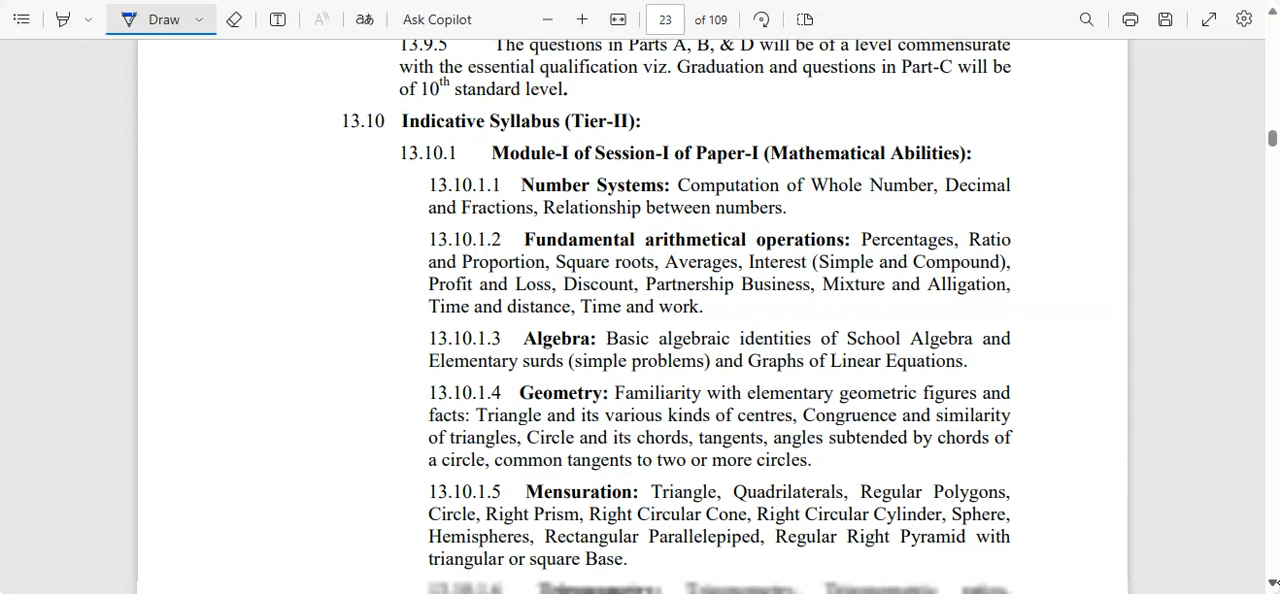 Draw
Ask Copilot
23 of 109
13.9.5 The questions in Parts A, B, & D will be of a level commensurate
with the essential qualification viz. Graduation and questions in Part-C will be
of 10th standard level.
13.10 Indicative Syllabus (Tier-II):
13.10.1 Module-I of Session-I of Paper-I (Mathematical Abilities):
13.10.1.1 Number Systems: Computation of Whole Number, Decimal
and Fractions, Relationship between numbers.
13.10.1.2 Fundamental arithmetical operations: Percentages, Ratio
and Proportion, Square roots, Averages, Interest (Simple and Compound),
Profit and Loss, Discount, Partnership Business, Mixture and Alligation,
Time and distance, Time and work.
13.10.1.3 Algebra: Basic algebraic identities of School Algebra and
Elementary surds (simple problems) and Graphs of Linear Equations.
13.10.1.4 Geometry: Familiarity with elementary geometric figures and
facts: Triangle and its various kinds of centres, Congruence and similarity
of triangles, Circle and its chords, tangents, angles subtended by chords of
a circle, common tangents to two or more circles.
13.10.1.5 Mensuration: Triangle, Quadrilaterals, Regular Polygons,
Circle, Right Prism, Right Circular Cone, Right Circular Cylinder, Sphere,
Hemispheres, Rectangular Parallelepiped, Regular Right Pyramid with
triangular or square Base.